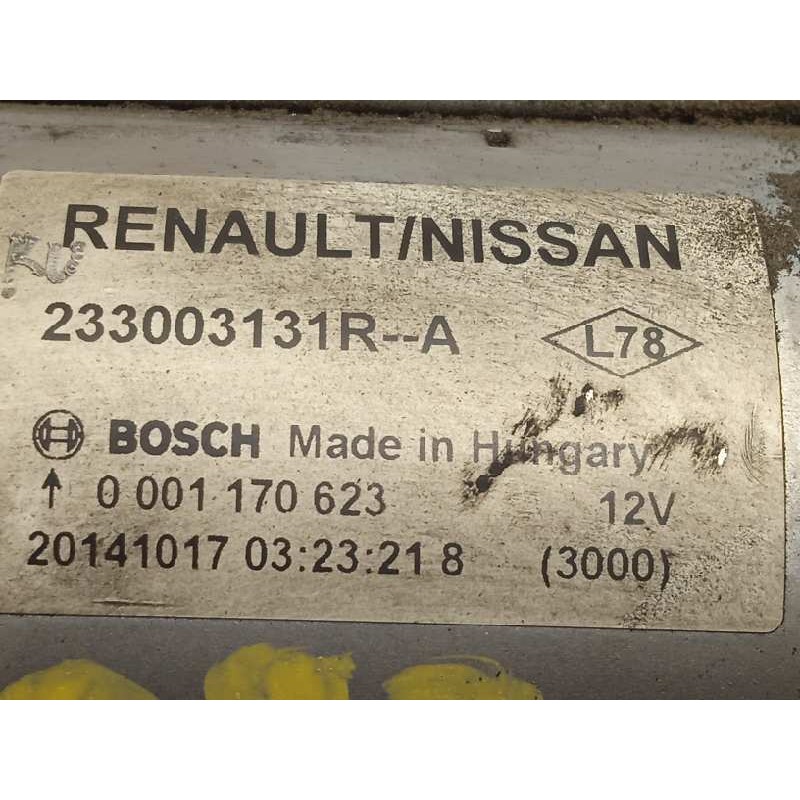 RENAULT/NISSAN
233003131R--A L78
BOSCH Made in Hungary
↑ 0 001 170 623 12V
20141017 03:23:21 8 (3000)